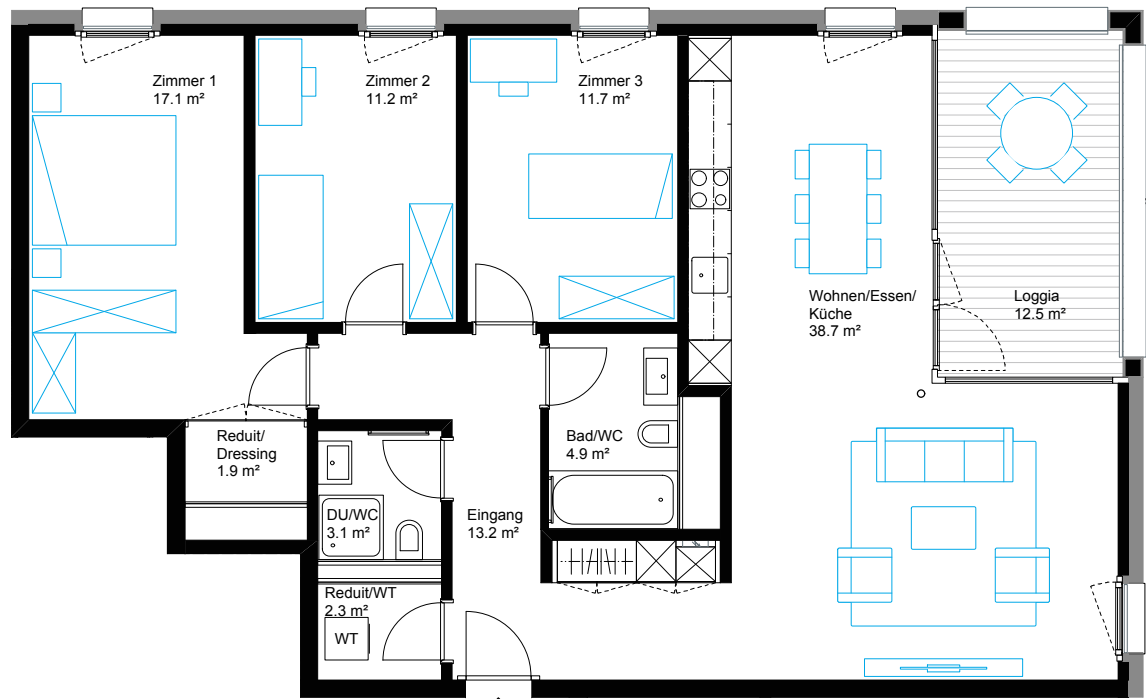 Zimmer 1
17.1 m²
Zimmer 2
11.2 m²
Zimmer 3
11.7 m²
Wohnen/Essen/
Küche
38.7 m²
Loggia
12.5 m²
Reduit/
Dressing
1.9 m²
Bad/WC
4.9 m²
DU/WC
3.1 m²
Eingang
13.2 m²
Reduit/WT
2.3 m²
WT